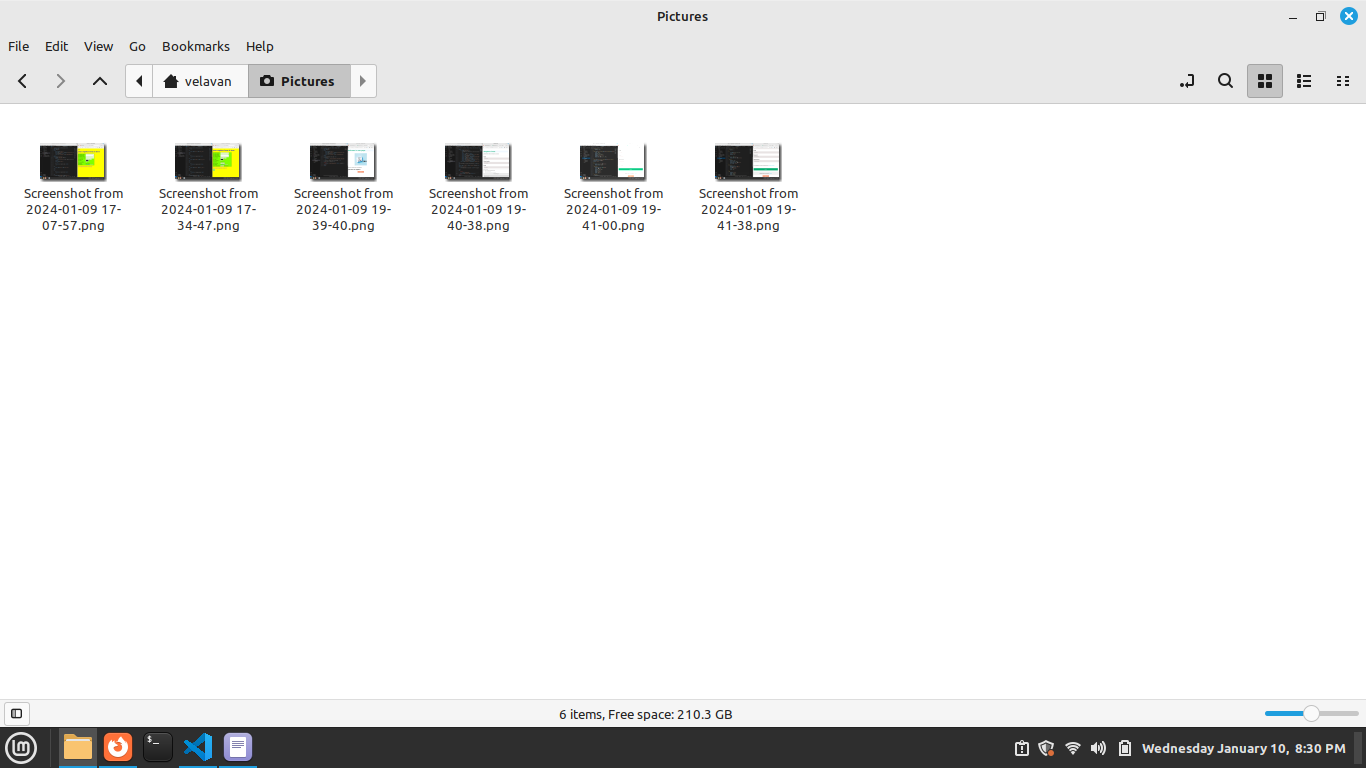 Pictures
File Edit View Go Bookmarks Help
velavan Pictures
Screenshot from
2024-01-09 17-
07-57.png
Screenshot from
2024-01-09 17-
34-47.png
Screenshot from
2024-01-09 19-
39-40.png
Screenshot from
2024-01-09 19-
40-38.png
Screenshot from
2024-01-09 19-
41-00.png
Screenshot from
2024-01-09 19-
41-38.png
6 items, Free space: 210.3 GB
$_
Wednesday January 10, 8:30 PM